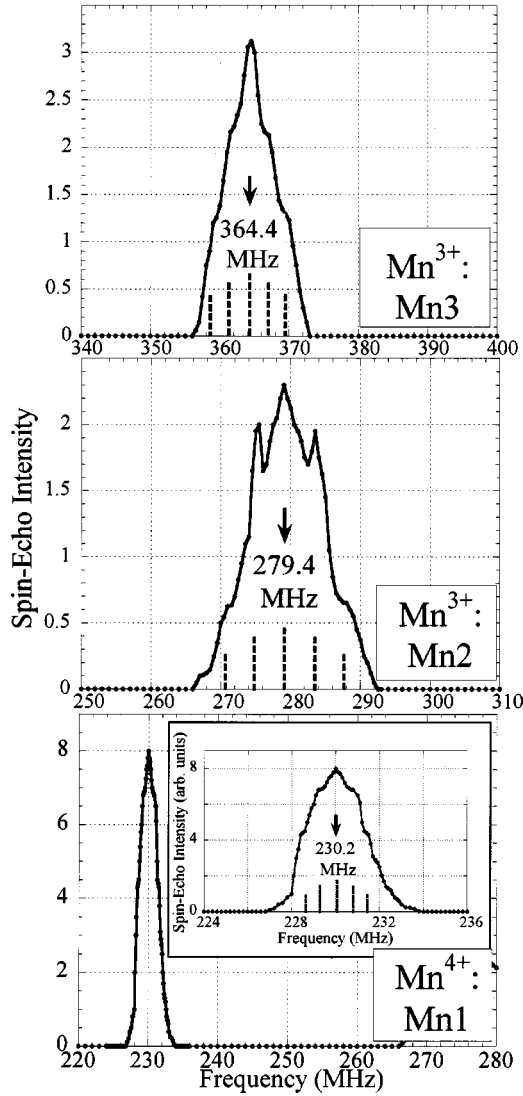 3
2.5
2
1.5
1
0.5
0
364.4
MHz
Mn³⁺:
Mn3
340 350 360 370 380 390 400
2
1.5
1
0.5
0
279.4
MHz
Mn³⁺:
Mn2
250 260 270 280 290 300 310
Spin-Echo Intensity
8
6
4
2
0
Spin-Echo Intensity (arb. units)
8
4
0
230.2
MHz
224 228 232 236
Frequency (MHz)
Mn⁴⁺:
Mn1
220 230 240 250 260 270 280
Frequency (MHz)